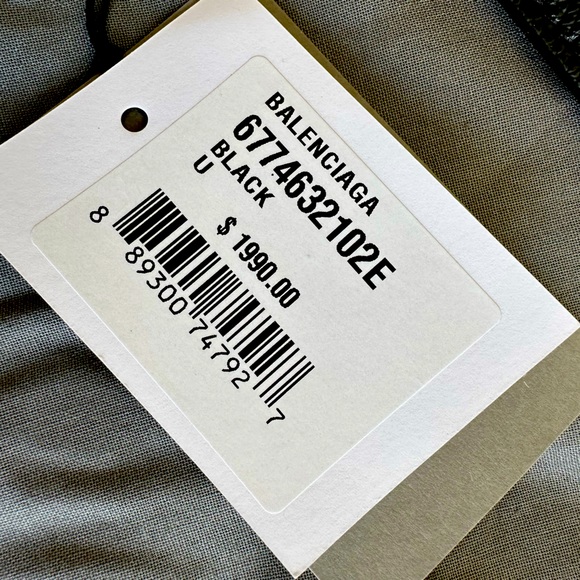 BALENCIAGA
6774632102E
BLACK
U
$ 1990.00
8 89300 74792 7